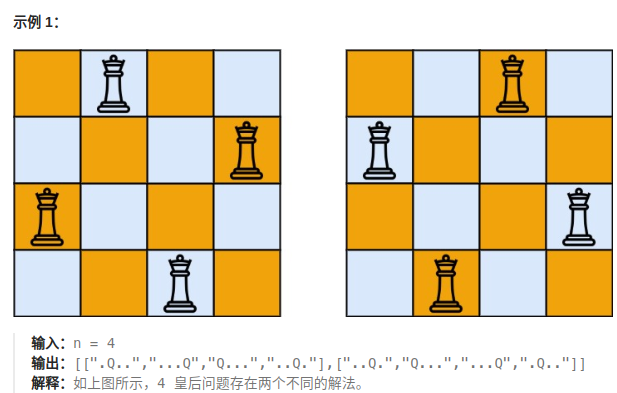 示例 1：
输入：n = 4
输出：[[".Q..","...Q","Q...","..Q."],["..Q.","Q...","...Q",".Q.."]]
解释：如上图所示，4 皇后问题存在两个不同的解法。